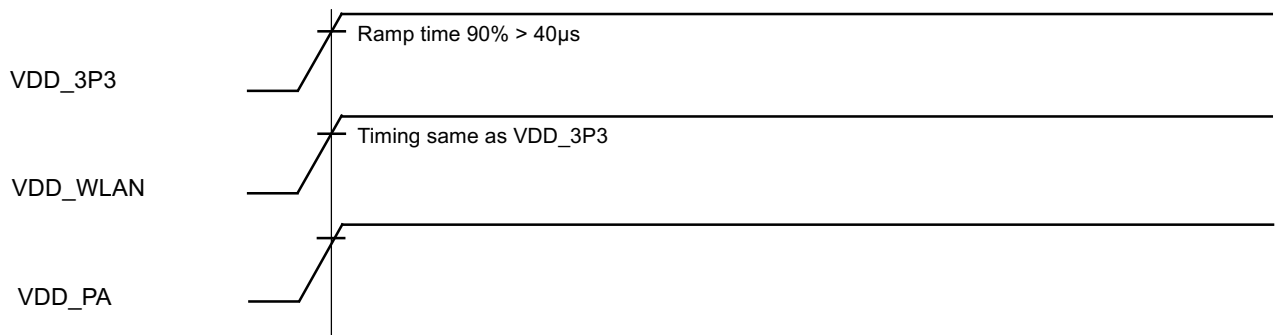 Ramp time 90% > 40µs
VDD_3P3
Timing same as VDD_3P3
VDD_WLAN
VDD_PA